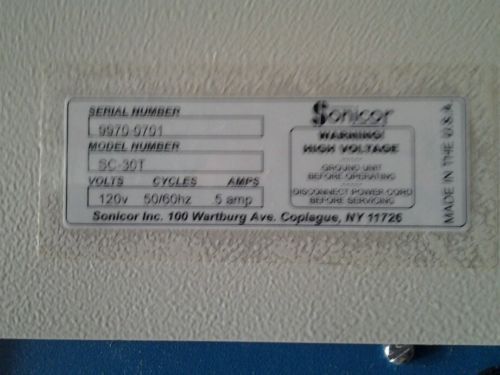 SERIAL NUMBER
9970-0701
MODEL NUMBER
SC-30T
VOLTS CYCLES AMPS
120v 50/60hz 5 amp
Sonicor
WARNING!
HIGH VOLTAGE
GROUND UNIT
BEFORE OPERATING
DISCONNECT POWER CORD
BEFORE SERVICING
MADE IN THE U.S.A.
Sonicor Inc. 100 Wartburg Ave. Copiague, NY 11726